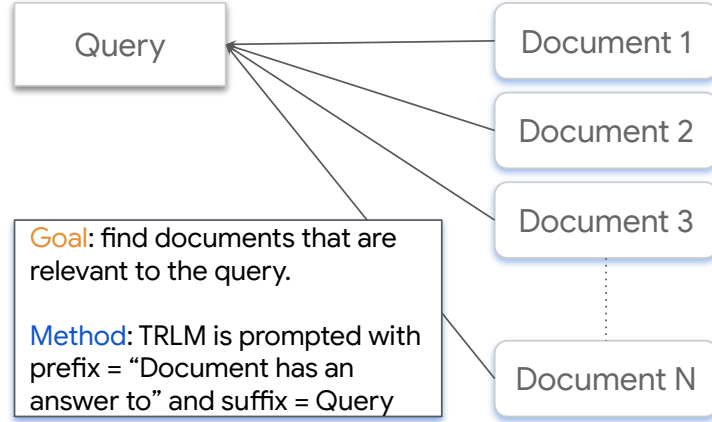 Query
Document 1
Document 2
Document 3
Document N
Goal: find documents that are
relevant to the query.
Method: TRLM is prompted with
prefix = “Document has an
answer to” and suffix = Query